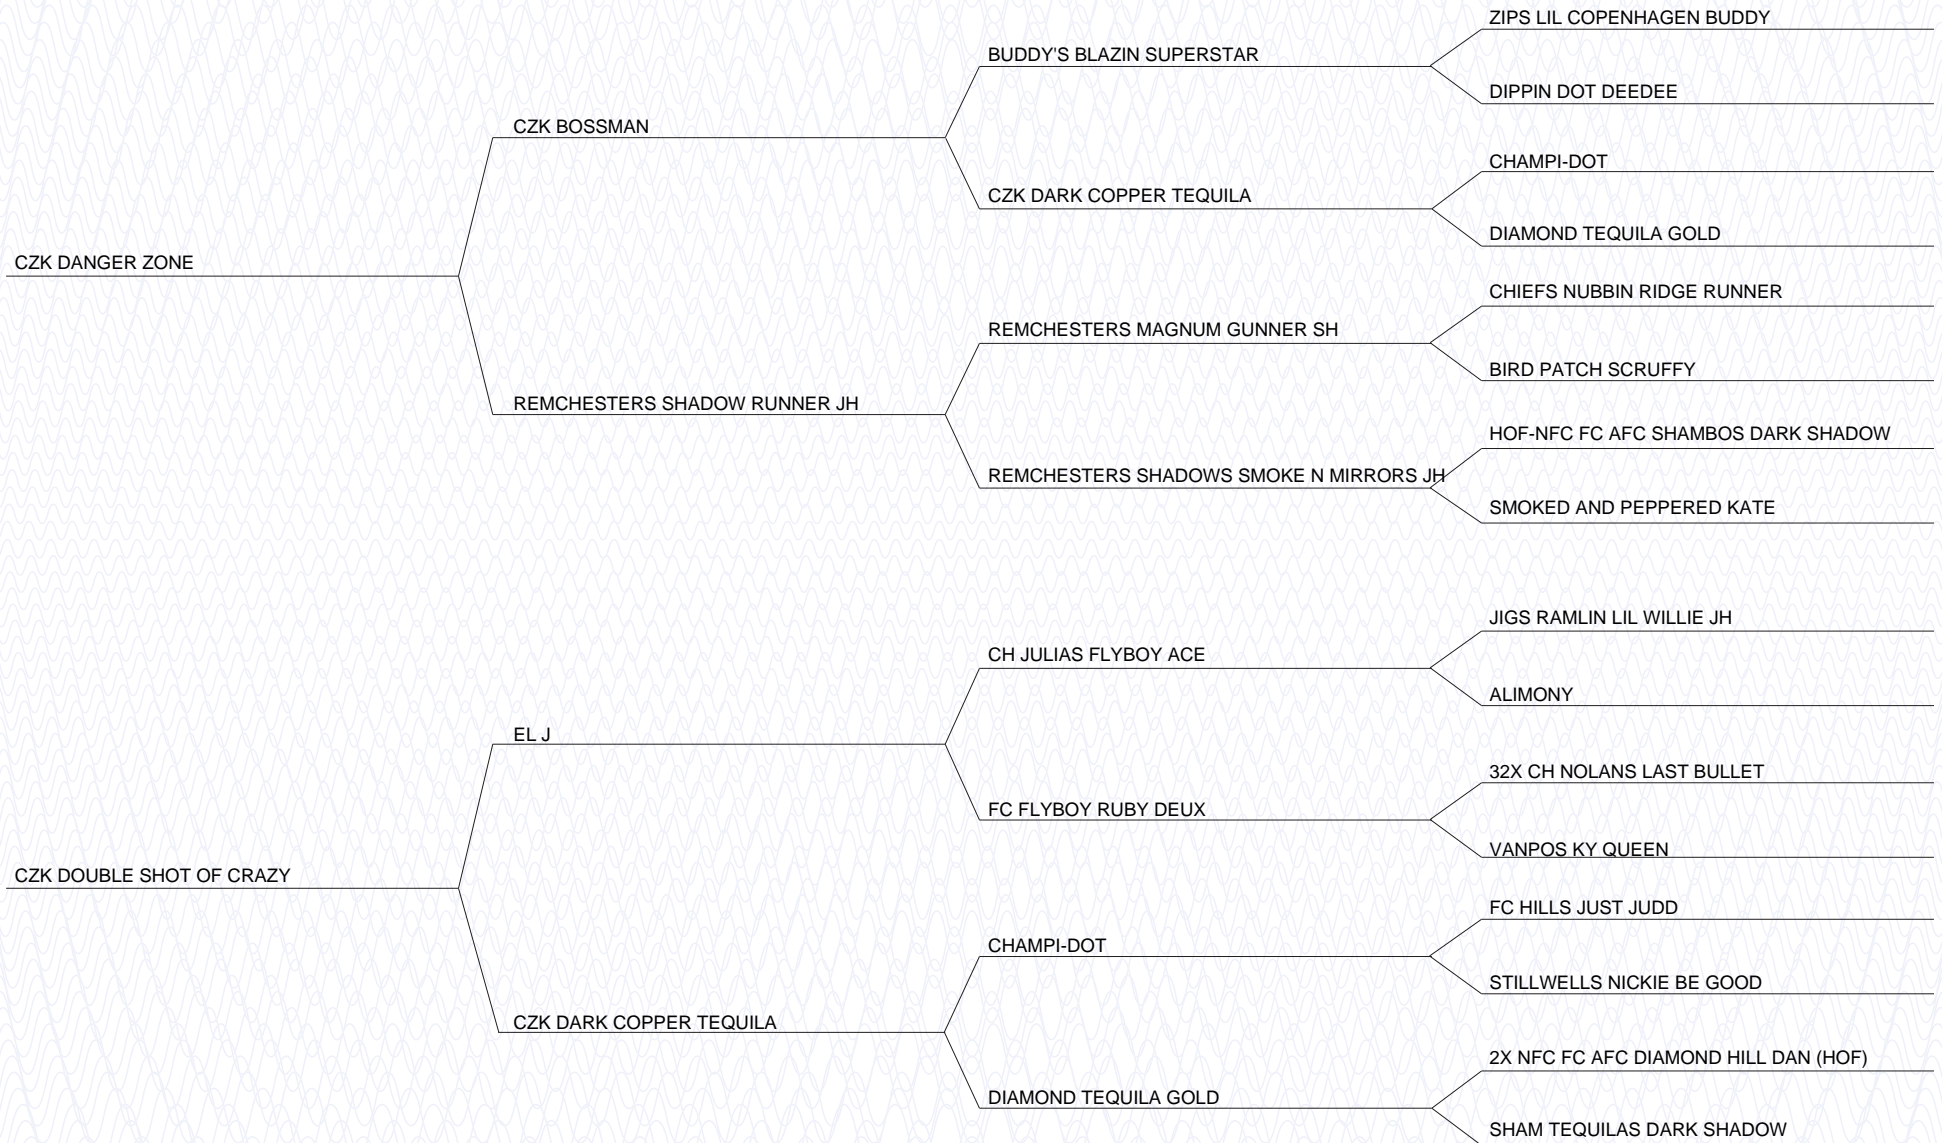 ZIPS LIL COPENHAGEN BUDDY
BUDDY'S BLAZIN SUPERSTAR
DIPPIN DOT DEEDEE
CZK BOSSMAN
CHAMPI-DOT
CZK DARK COPPER TEQUILA
DIAMOND TEQUILA GOLD
CZK DANGER ZONE
CHIEFS NUBBIN RIDGE RUNNER
REMCHESTERS MAGNUM GUNNER SH
BIRD PATCH SCRUFFY
REMCHESTERS SHADOW RUNNER JH
HOF-NFC FC AFC SHAMBOS DARK SHADOW
REMCHESTERS SHADOWS SMOKE N MIRRORS JH
SMOKED AND PEPPERED KATE
JIGS RAMLIN LIL WILLIE JH
CH JULIAS FLYBOY ACE
ALIMONY
EL J
32X CH NOLANS LAST BULLET
FC FLYBOY RUBY DEUX
VANPOS KY QUEEN
CZK DOUBLE SHOT OF CRAZY
FC HILLS JUST JUDD
CHAMPI-DOT
STILLWELLS NICKIE BE GOOD
CZK DARK COPPER TEQUILA
2X NFC FC AFC DIAMOND HILL DAN (HOF)
DIAMOND TEQUILA GOLD
SHAM TEQUILAS DARK SHADOW